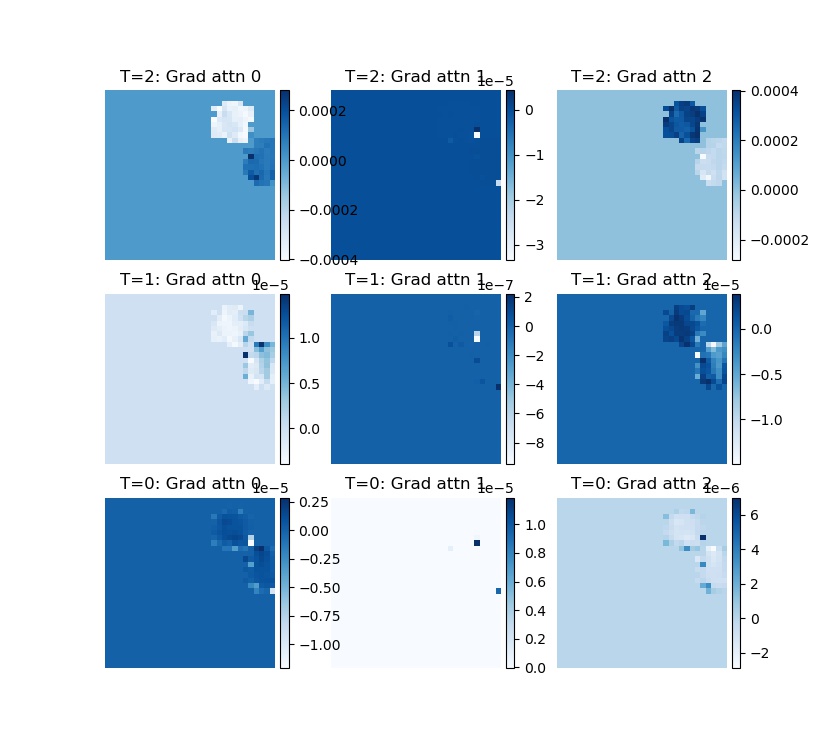 T=2: Grad attn 0
T=2: Grad attn 1
T=2: Grad attn 2
0.0002
0.0000
−0.0002
−0.0004
1e−5
0
−1
−2
−3
0.0004
0.0002
0.0000
−0.0002
T=1: Grad attn 0
T=1: Grad attn 1
T=1: Grad attn 2
1e−5
1.0
0.5
0.0
1e−7
2
0
−2
−4
−6
−8
1e−5
0.0
−0.5
−1.0
T=0: Grad attn 0
T=0: Grad attn 1
T=0: Grad attn 2
1e−5
0.25
0.00
−0.25
−0.50
−0.75
−1.00
1e−5
1.0
0.8
0.6
0.4
0.2
0.0
1e−6
6
4
2
0
−2